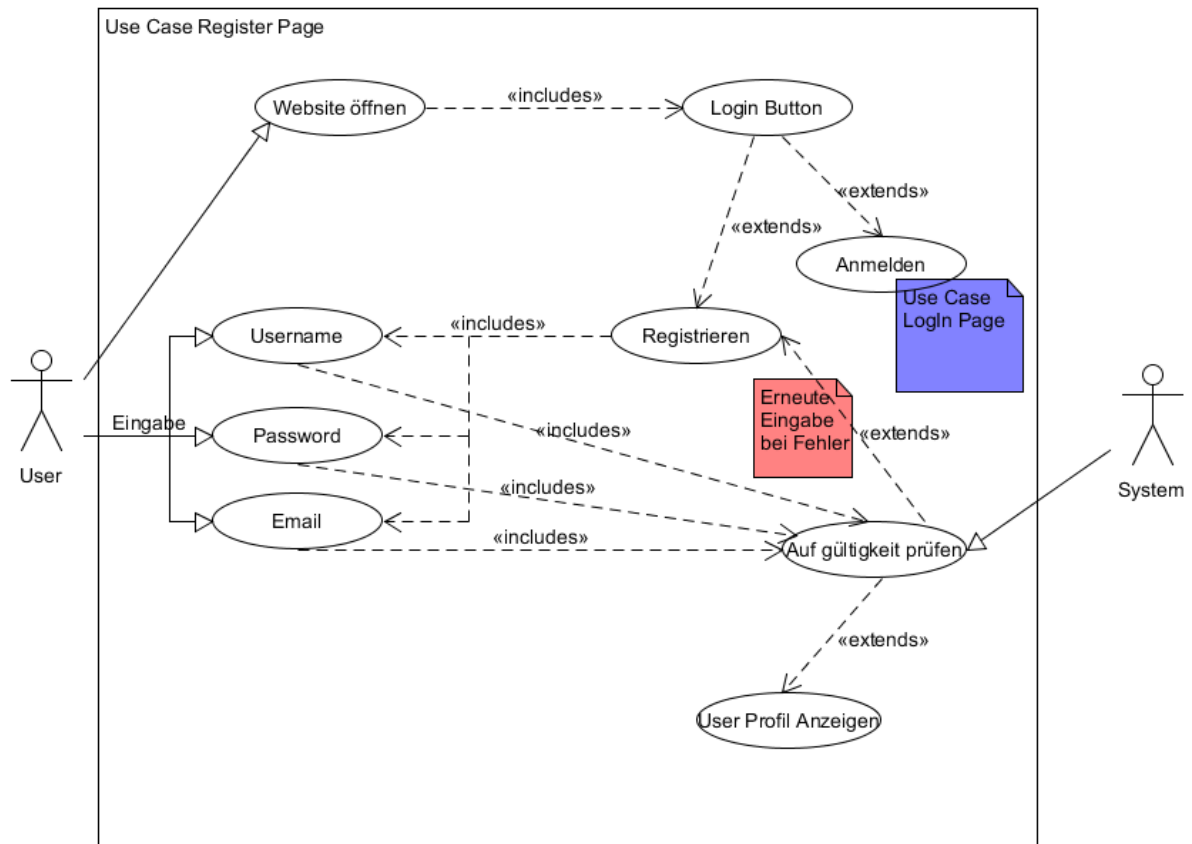 Use Case Register Page
Website öffnen
«includes»
Login Button
«extends»
«extends»
Anmelden
Use Case
LogIn Page
Username
«includes»
Registrieren
Erneute
Eingabe
bei Fehler
Eingabe
Password
«includes»
«extends»
User
System
«includes»
Email
«includes»
Auf gültigkeit prüfen
«extends»
User Profil Anzeigen